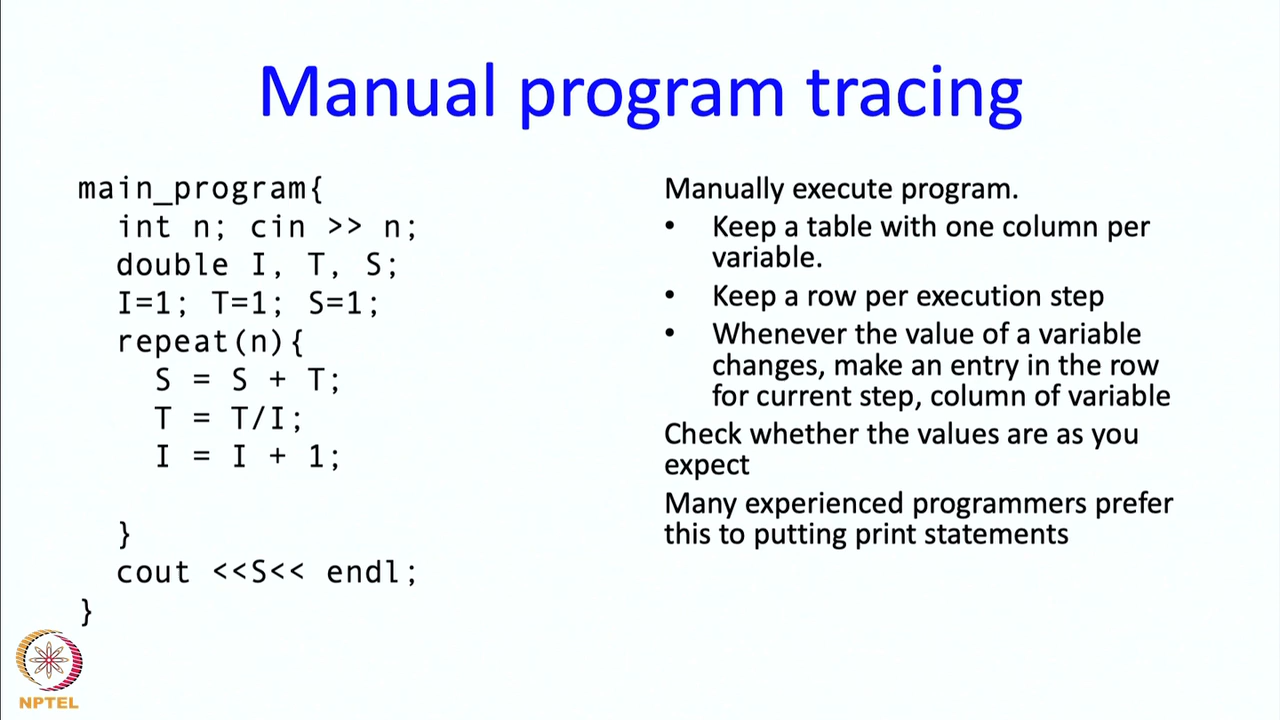 Manual program tracing
main_program{
int n; cin >> n;
double I, T, S;
I=1; T=1; S=1;
repeat(n){
S = S + T;
T = T/I;
I = I + 1;
}
cout <<S<< endl;
}
Manually execute program.
• Keep a table with one column per
variable.
• Keep a row per execution step
• Whenever the value of a variable
changes, make an entry in the row
for current step, column of variable
Check whether the values are as you
expect
Many experienced programmers prefer
this to putting print statements
NPTEL